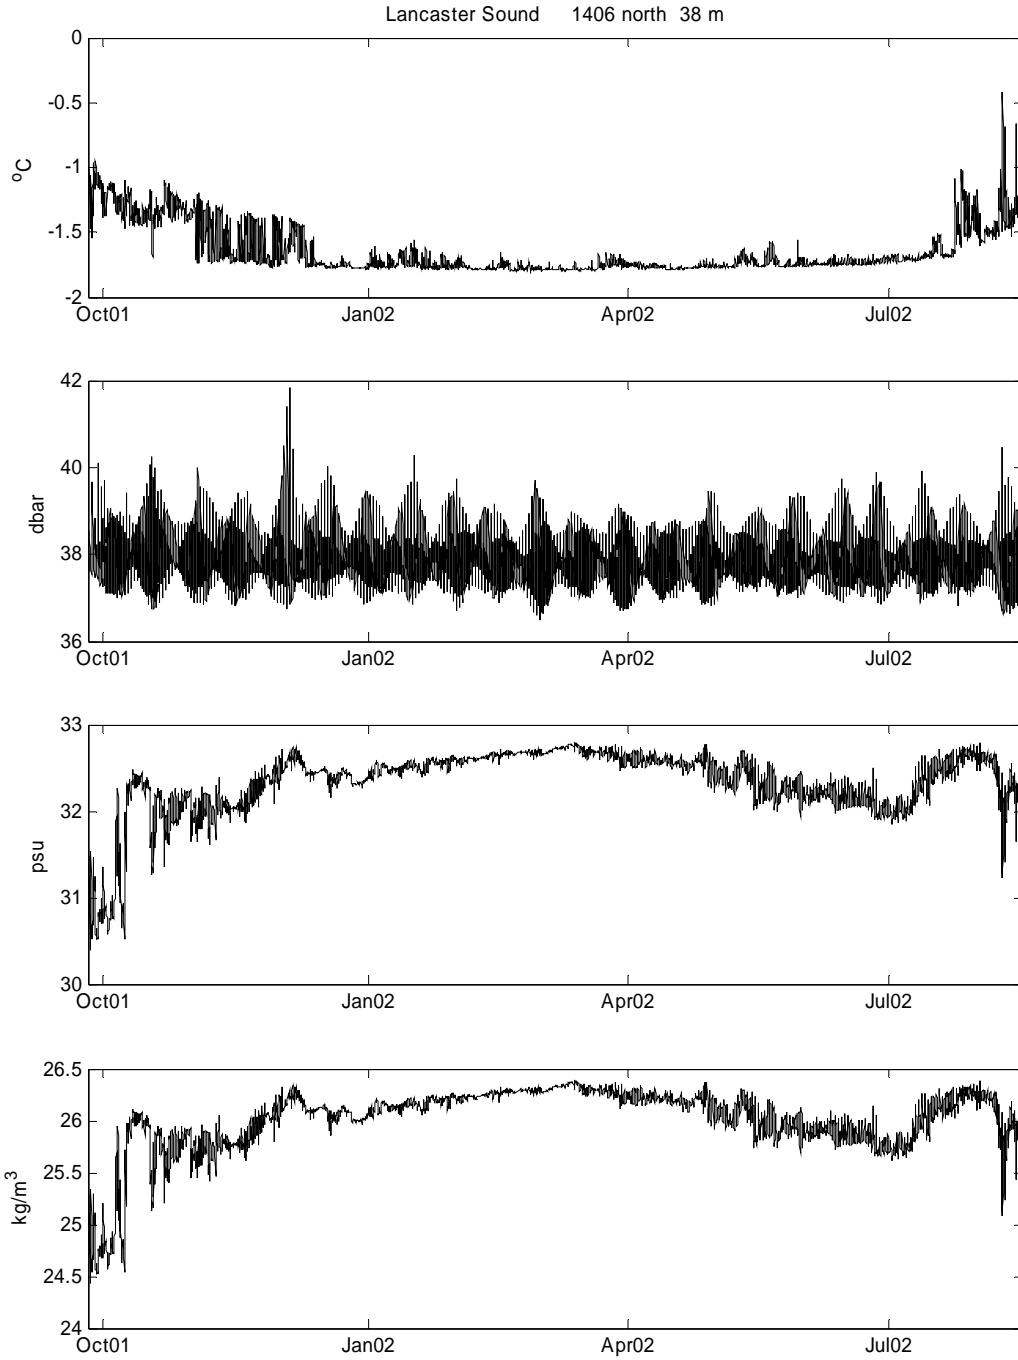 Lancaster Sound 1406 north 38 m
0
-0.5
-1
-1.5
-2
°C
Oct01 Jan02 Apr02 Jul02
42
40
38
36
dbar
Oct01 Jan02 Apr02 Jul02
33
32
31
30
psu
Oct01 Jan02 Apr02 Jul02
26.5
26
25.5
25
24.5
24
kg/m³
Oct01 Jan02 Apr02 Jul02